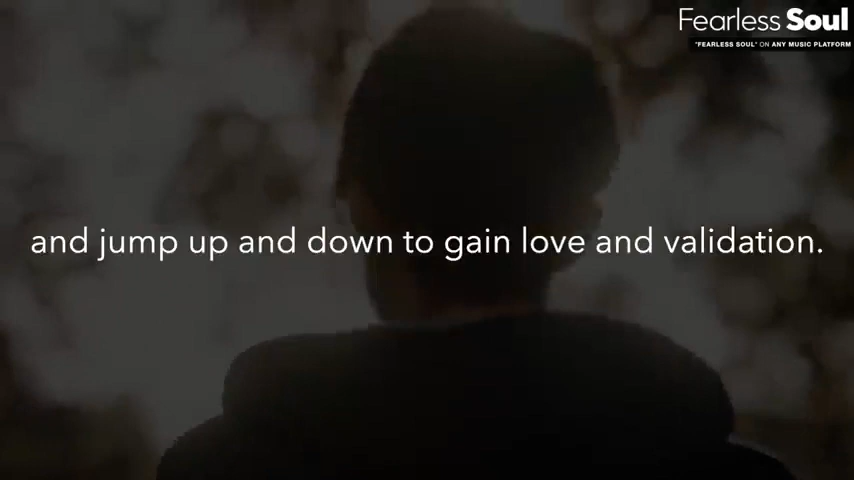 Fearless Soul
"FEARLESS SOUL" ON ANY MUSIC PLATFORM
and jump up and down to gain love and validation.